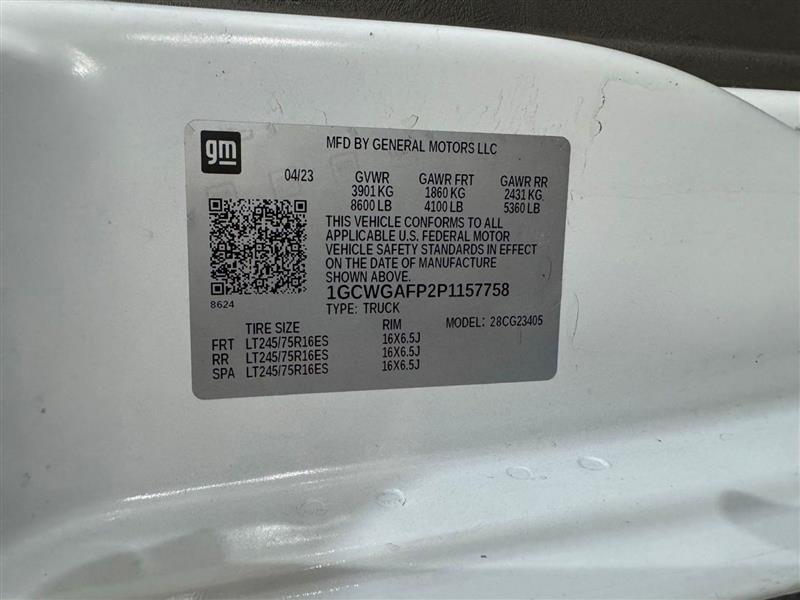 gm
MFD BY GENERAL MOTORS LLC
04/23 GVWR GAWR FRT GAWR RR
3901 KG 1860 KG 2431 KG
8600 LB 4100 LB 5360 LB
THIS VEHICLE CONFORMS TO ALL
APPLICABLE U.S. FEDERAL MOTOR
VEHICLE SAFETY STANDARDS IN EFFECT
ON THE DATE OF MANUFACTURE
SHOWN ABOVE.
8624
1GCWGAFP2P1157758
TYPE: TRUCK MODEL: 28CG23405
TIRE SIZE RIM
FRT LT245/75R16ES 16X6.5J
RR LT245/75R16ES 16X6.5J
SPA LT245/75R16ES 16X6.5J